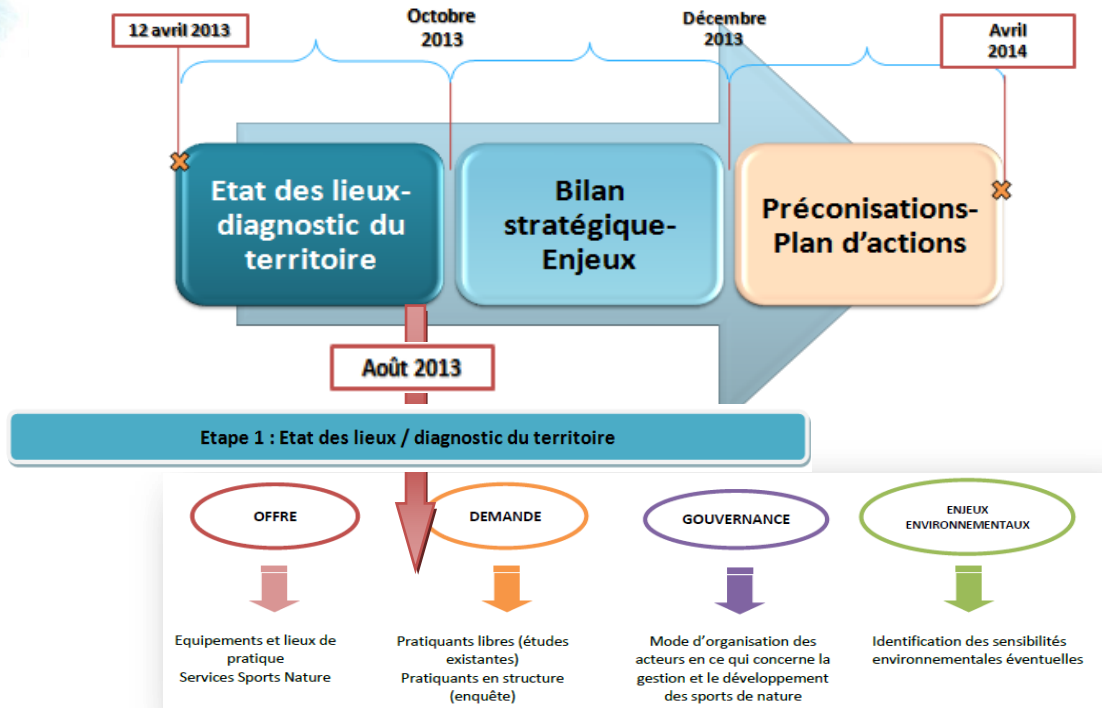 12 avril 2013
Octobre
2013
Décembre
2013
Avril
2014
Etat des lieux-
diagnostic du
territoire
Bilan
stratégique-
Enjeux
Préconisations-
Plan d’actions
Août 2013
Etape 1 : Etat des lieux / diagnostic du territoire
OFFRE
DEMANDE
GOUVERNANCE
ENJEUX
ENVIRONNEMENTAUX
Equipements et lieux de
pratique
Services Sports Nature
Pratiquants libres (études
existantes)
Pratiquants en structure
(enquête)
Mode d’organisation des
acteurs en ce qui concerne la
gestion et le développement
des sports de nature
Identification des sensibilités
environnementales éventuelles